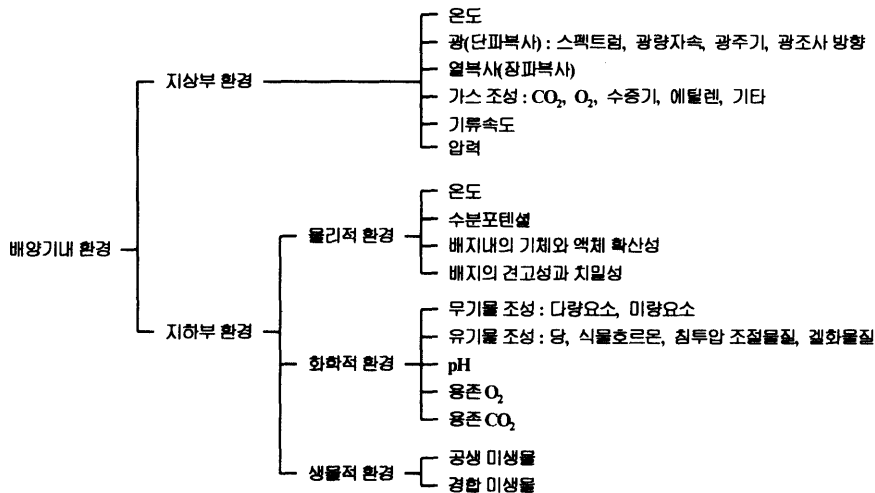 온도
광(단파복사) : 스펙트럼, 광량자속, 광주기, 광조사 방향
지상부 환경
열복사(장파복사)
가스 조성 : CO₂, O₂, 수증기, 에틸렌, 기타
기류속도
압력
배양기내 환경
온도
수분포텐셜
물리적 환경
배지내의 기체와 액체 확산성
배지의 견고성과 치밀성
지하부 환경
무기물 조성 : 다량요소, 미량요소
유기물 조성 : 당, 식물호르몬, 침투압 조절물질, 겔화물질
화학적 환경
pH
용존 O₂
용존 CO₂
생물적 환경
공생 미생물
경합 미생물